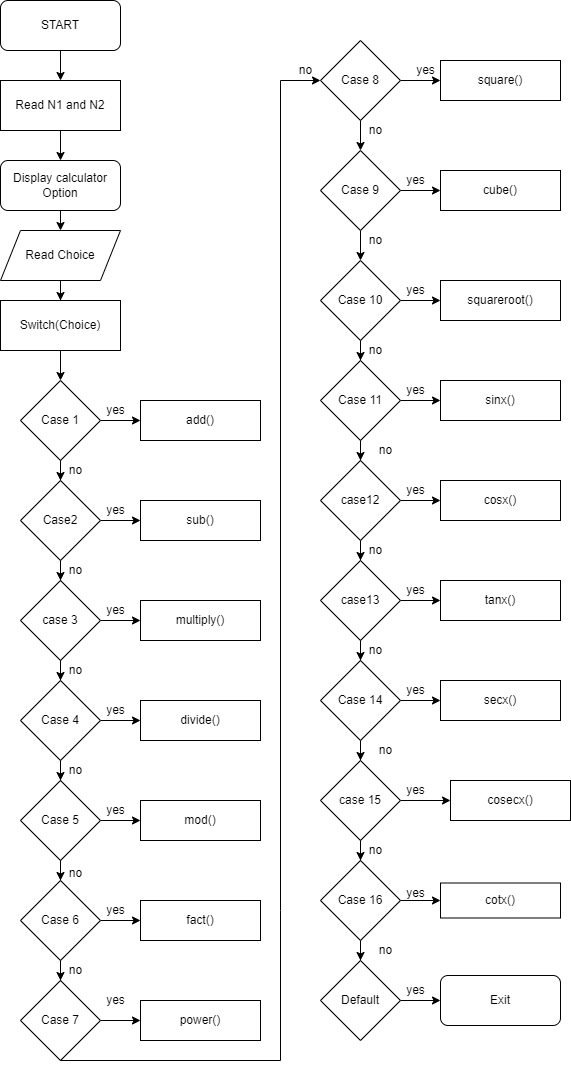 START
Read N1 and N2
Display calculator
Option
Read Choice
Switch(Choice)
Case 1
yes
add()
no
Case2
yes
sub()
no
case 3
yes
multiply()
no
Case 4
yes
divide()
no
Case 5
yes
mod()
no
Case 6
yes
fact()
no
Case 7
yes
power()
no
Case 8
yes
square()
no
Case 9
yes
cube()
no
Case 10
yes
squareroot()
no
Case 11
yes
sinx()
no
case12
yes
cosx()
no
case13
yes
tanx()
no
Case 14
yes
secx()
no
case 15
yes
cosecx()
no
Case 16
yes
cotx()
no
Default
yes
Exit